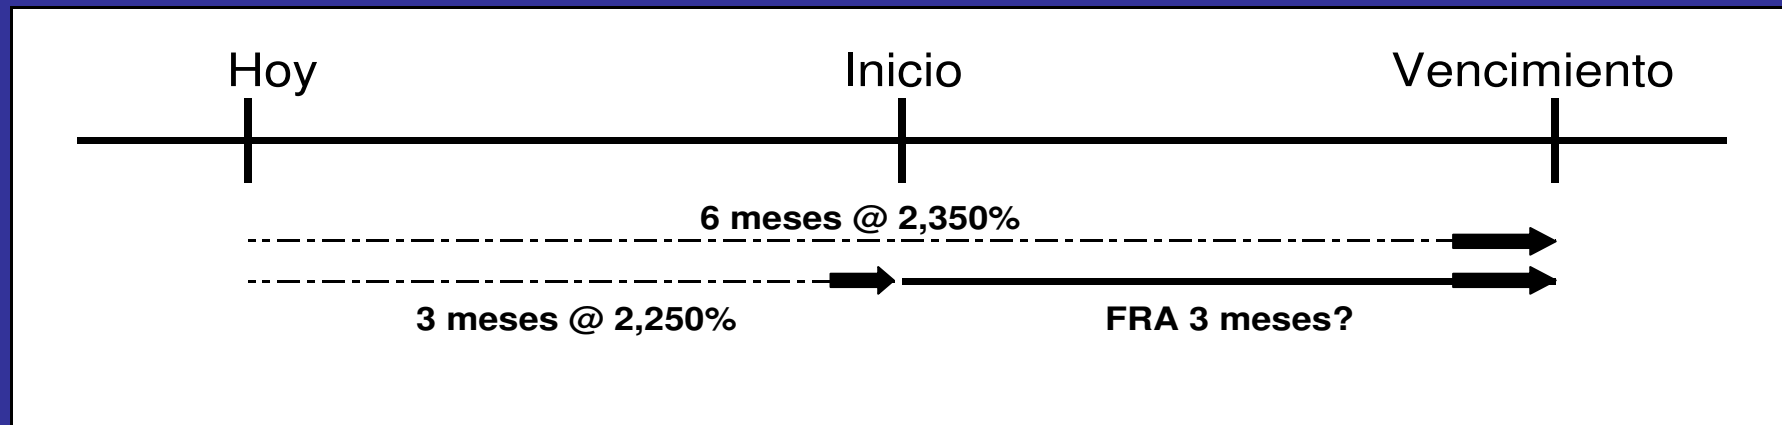 Hoy Inicio Vencimiento
6 meses @ 2,350%
3 meses @ 2,250% FRA 3 meses?